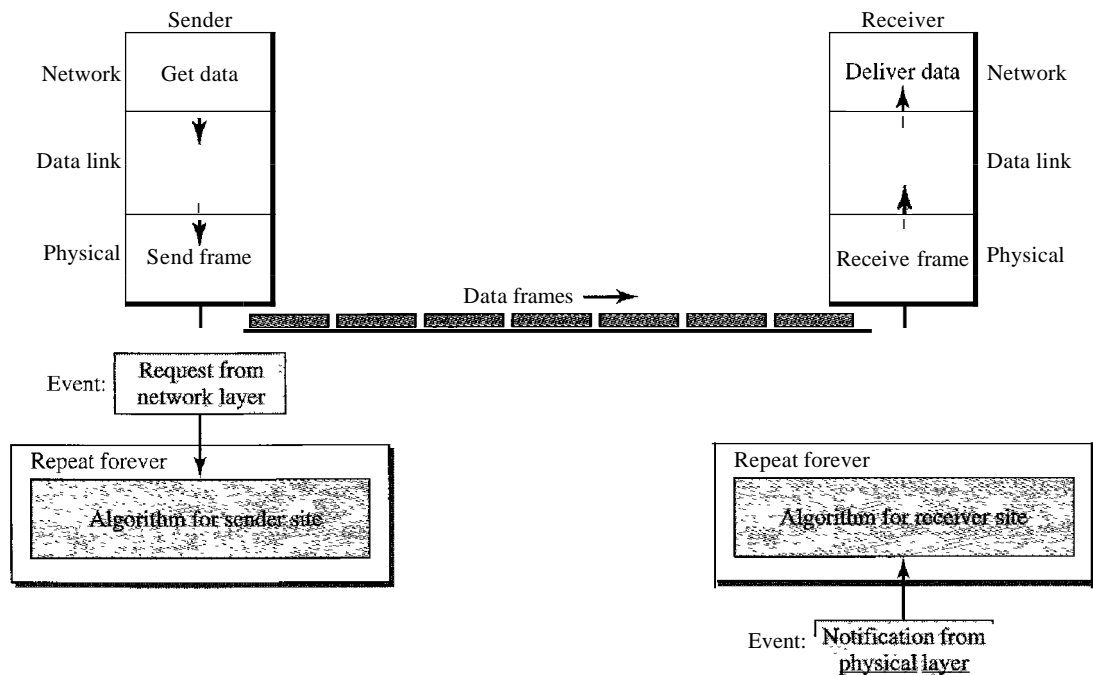 Sender
Receiver
Network
Get data
Deliver data
Network
Data link
Data link
Physical
Send frame
Receive frame
Physical
Data frames
Event:
Request from
network layer
Repeat forever
Algorithm for sender site
Repeat forever
Algorithm for receiver site
Event:
Notification from
physical layer